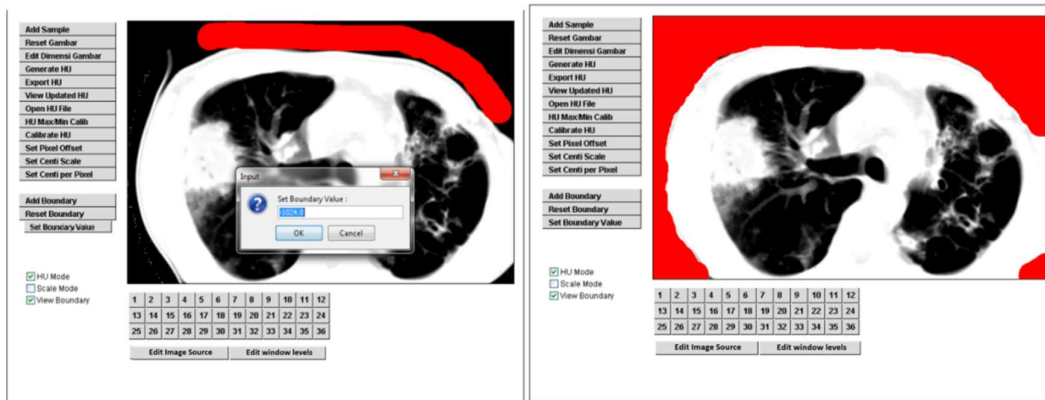 Add Sample
Reset Gambar
Edit Dimensi Gambar
Generate HU
Export HU
View Updated HU
Open HU File
HU Max/Min Calib
Calibrate HU
Set Pixel Offset
Set Centi Scale
Set Centi per Pixel
Add Boundary
Reset Boundary
Set Boundary Value
HU Mode
Scale Mode
View Boundary
Input
Set Boundary Value :
-1024.0
OK Cancel
1 2 3 4 5 6 7 8 9 10 11 12
13 14 15 16 17 18 19 20 21 22 23 24
25 26 27 28 29 30 31 32 33 34 35 36
Edit Image Source Edit window levels
Add Sample
Reset Gambar
Edit Dimensi Gambar
Generate HU
Export HU
View Updated HU
Open HU File
HU Max/Min Calib
Calibrate HU
Set Pixel Offset
Set Centi Scale
Set Centi per Pixel
Add Boundary
Reset Boundary
Set Boundary Value
HU Mode
Scale Mode
View Boundary
1 2 3 4 5 6 7 8 9 10 11 12
13 14 15 16 17 18 19 20 21 22 23 24
25 26 27 28 29 30 31 32 33 34 35 36
Edit Image Source Edit window levels